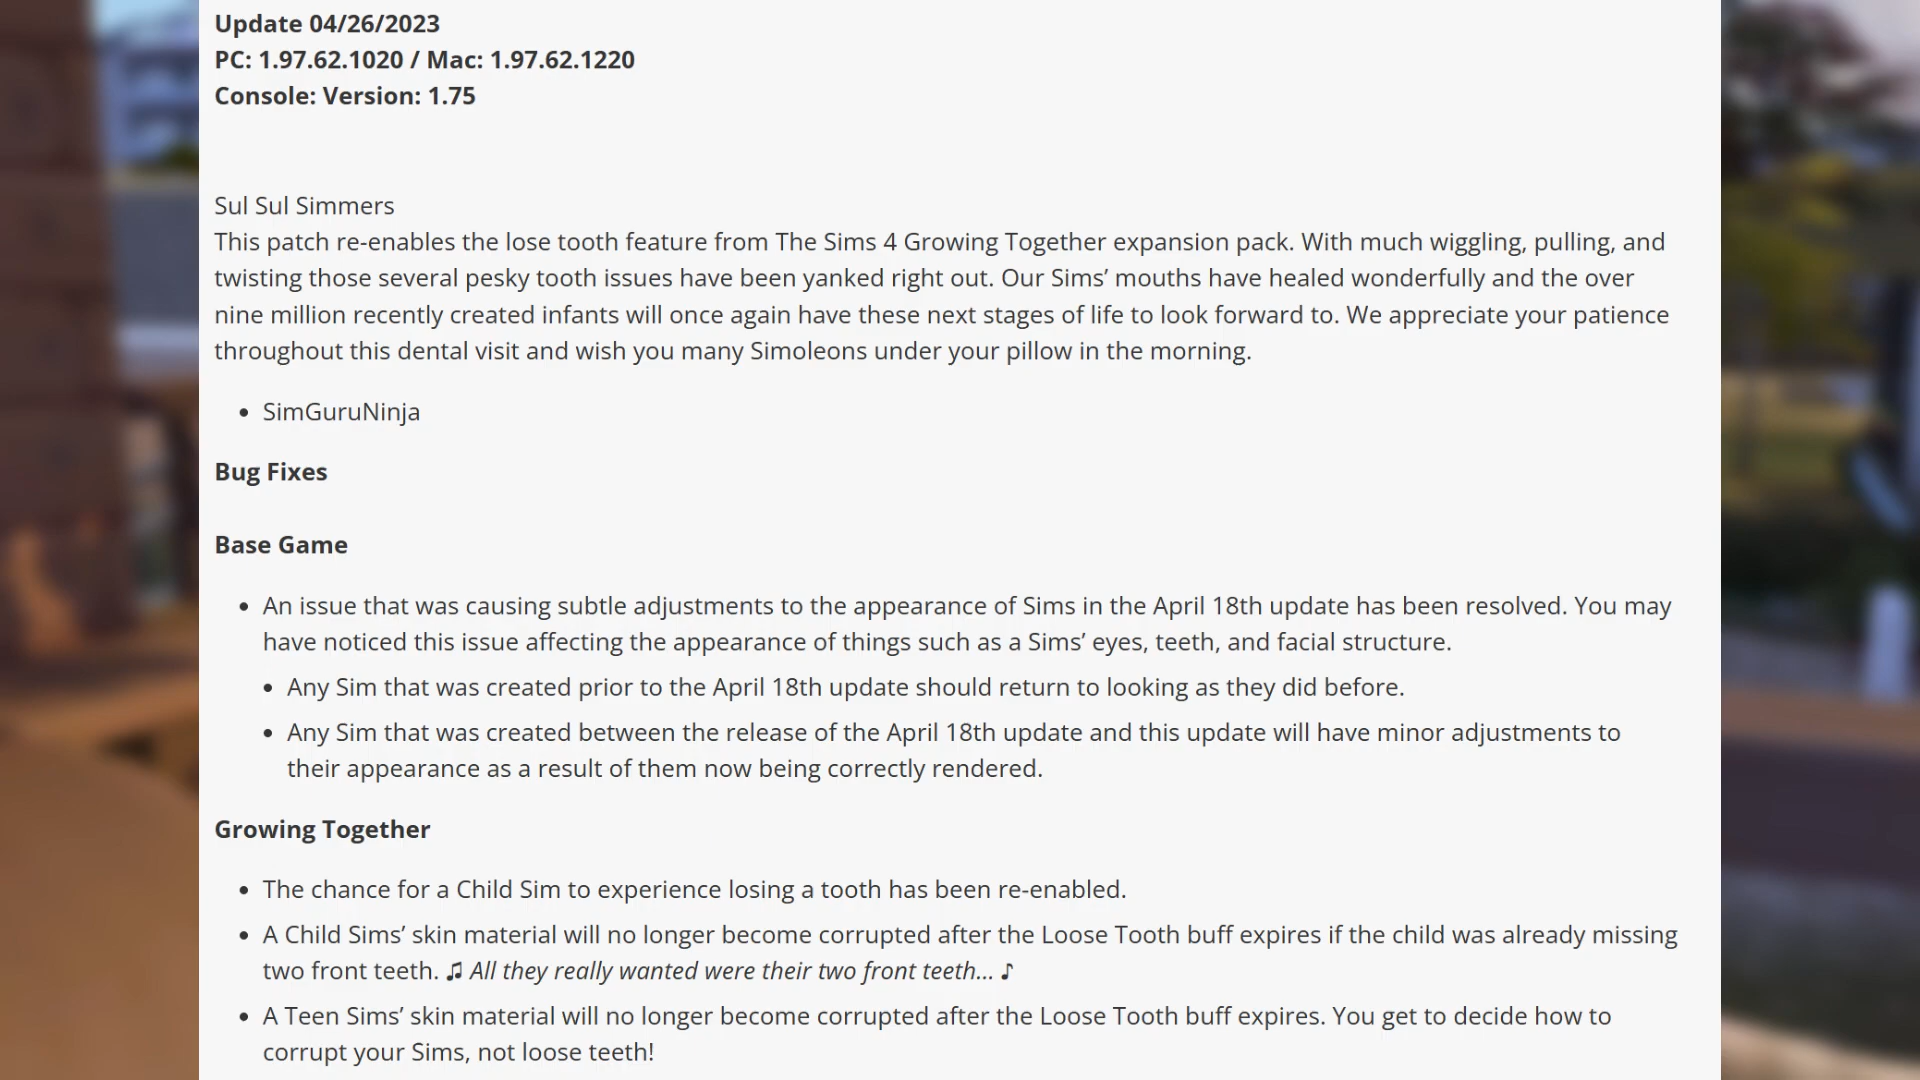 Update 04/26/2023
PC: 1.97.62.1020 / Mac: 1.97.62.1220
Console: Version: 1.75
Sul Sul Simmers
This patch re-enables the lose tooth feature from The Sims 4 Growing Together expansion pack. With much wiggling, pulling, and
twisting those several pesky tooth issues have been yanked right out. Our Sims’ mouths have healed wonderfully and the over
nine million recently created infants will once again have these next stages of life to look forward to. We appreciate your patience
throughout this dental visit and wish you many Simoleons under your pillow in the morning.
• SimGuruNinja
Bug Fixes
Base Game
• An issue that was causing subtle adjustments to the appearance of Sims in the April 18th update has been resolved. You may
have noticed this issue affecting the appearance of things such as a Sims’ eyes, teeth, and facial structure.
• Any Sim that was created prior to the April 18th update should return to looking as they did before.
• Any Sim that was created between the release of the April 18th update and this update will have minor adjustments to
their appearance as a result of them now being correctly rendered.
Growing Together
• The chance for a Child Sim to experience losing a tooth has been re-enabled.
• A Child Sims’ skin material will no longer become corrupted after the Loose Tooth buff expires if the child was already missing
two front teeth. ♫ All they really wanted were their two front teeth… ♪
• A Teen Sims’ skin material will no longer become corrupted after the Loose Tooth buff expires. You get to decide how to
corrupt your Sims, not loose teeth!